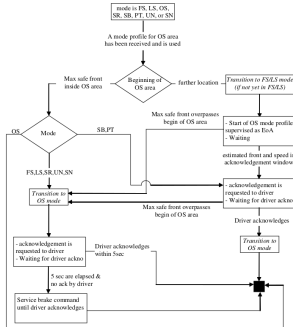 mode is FS, LS, OS,
SR, SB, PT, UN, or SN
A mode profile for OS area
has been received and is used
Max safe front
inside OS area
Beginning of
OS area
further location
Transition to FS/LS mode
(if not set in FS/LS)
Max safe front overpasses
begin of OS area
- Start of OS mode profile
supervised as EoA
- Waiting
OS
Mode
SB,PT
estimated front and speed i
acknowledgement window
FS,LS,SR,UN,SN
Transition to
OS mode
- acknowledgement is
requested to driver
- Waiting for driver ackno
Max safe front overpasses
begin of OS area
Driver acknowledges
- acknowledgement is
requested to driver
- Waiting for driver ackno
Driver acknowledges
within 5sec
Transition to
OS mode
5 sec are elapsed &
no ack by driver
Service brake command
until driver acknowledges